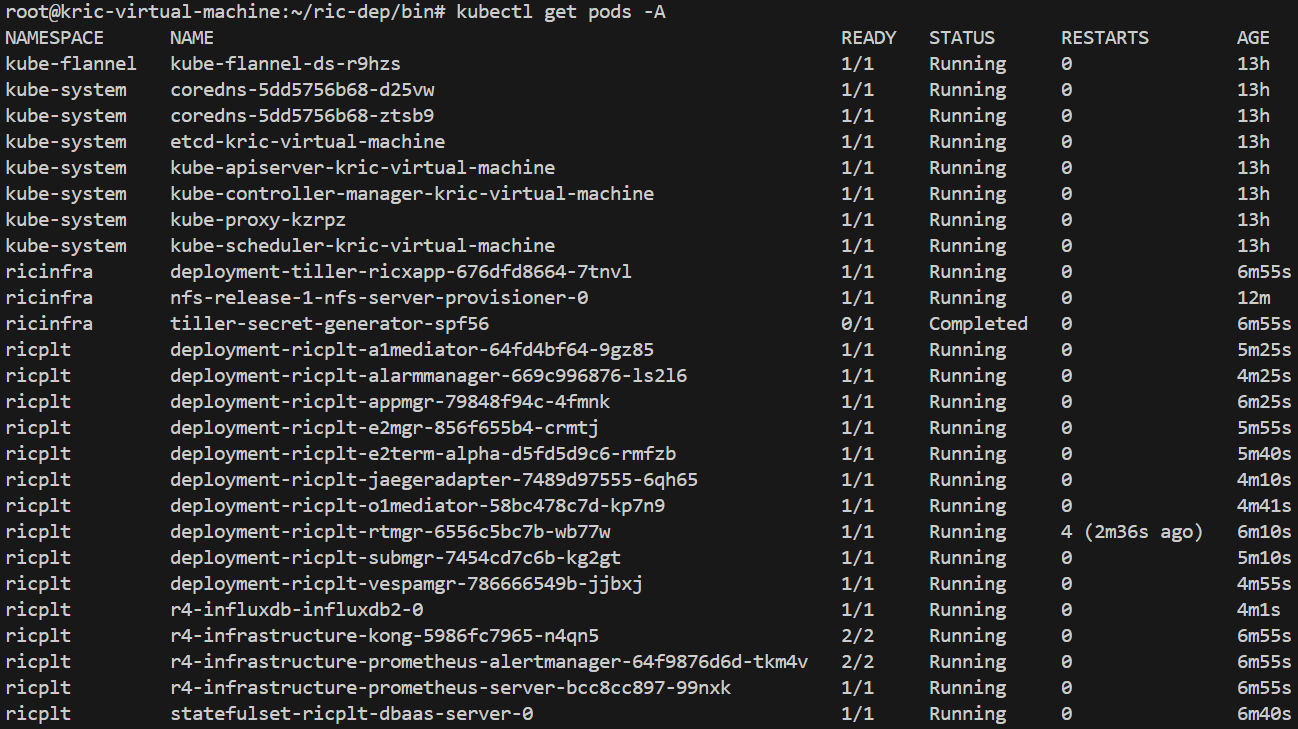 root@kric-virtual-machine:~/ric-dep/bin# kubectl get pods -A
NAMESPACE NAME READY STATUS RESTARTS AGE
kube-flannel kube-flannel-ds-r9hzs 1/1 Running 0 13h
kube-system coredns-5dd5756b68-d25vw 1/1 Running 0 13h
kube-system coredns-5dd5756b68-ztsb9 1/1 Running 0 13h
kube-system etcd-kric-virtual-machine 1/1 Running 0 13h
kube-system kube-apiserver-kric-virtual-machine 1/1 Running 0 13h
kube-system kube-controller-manager-kric-virtual-machine 1/1 Running 0 13h
kube-system kube-proxy-kzrpz 1/1 Running 0 13h
kube-system kube-scheduler-kric-virtual-machine 1/1 Running 0 13h
ricinfra deployment-tiller-ricxapp-676dfd8664-7tnvl 1/1 Running 0 6m55s
ricinfra nfs-release-1-nfs-server-provisioner-0 1/1 Running 0 12m
ricinfra tiller-secret-generator-spf56 0/1 Completed 0 6m55s
ricplt deployment-ricplt-a1mediator-64fd4bf64-9gz85 1/1 Running 0 5m25s
ricplt deployment-ricplt-alarmmanager-669c996876-ls2l6 1/1 Running 0 4m25s
ricplt deployment-ricplt-appmgr-79848f94c-4fmnk 1/1 Running 0 6m25s
ricplt deployment-ricplt-e2mgr-856f655b4-crmtj 1/1 Running 0 5m55s
ricplt deployment-ricplt-e2term-alpha-d5fd5d9c6-rmfzb 1/1 Running 0 5m40s
ricplt deployment-ricplt-jaegeradapter-7489d97555-6qh65 1/1 Running 0 4m10s
ricplt deployment-ricplt-o1mediator-58bc478c7d-kp7n9 1/1 Running 0 4m41s
ricplt deployment-ricplt-rtmgr-6556c5bc7b-wb77w 1/1 Running 4 (2m36s ago) 6m10s
ricplt deployment-ricplt-submgr-7454cd7c6b-kg2gt 1/1 Running 0 5m10s
ricplt deployment-ricplt-vespamgr-786666549b-jjbxj 1/1 Running 0 4m55s
ricplt r4-influxdb-influxdb2-0 1/1 Running 0 4m1s
ricplt r4-infrastructure-kong-5986fc7965-n4qn5 2/2 Running 0 6m55s
ricplt r4-infrastructure-prometheus-alertmanager-64f9876d6d-tkm4v 2/2 Running 0 6m55s
ricplt r4-infrastructure-prometheus-server-bcc8cc897-99nxk 1/1 Running 0 6m55s
ricplt statefulset-ricplt-dbaas-server-0 1/1 Running 0 6m40s